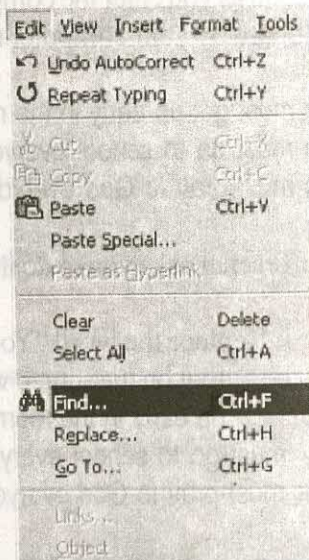 Edit View Insert Format Tools
Undo AutoCorrect Ctrl+Z
Repeat Typing Ctrl+Y
Cut Ctrl+X
Copy Ctrl+C
Paste Ctrl+V
Paste Special...
Paste as Hyperlink
Clear Delete
Select All Ctrl+A
Find... Ctrl+F
Replace... Ctrl+H
Go To... Ctrl+G
Links...
Object